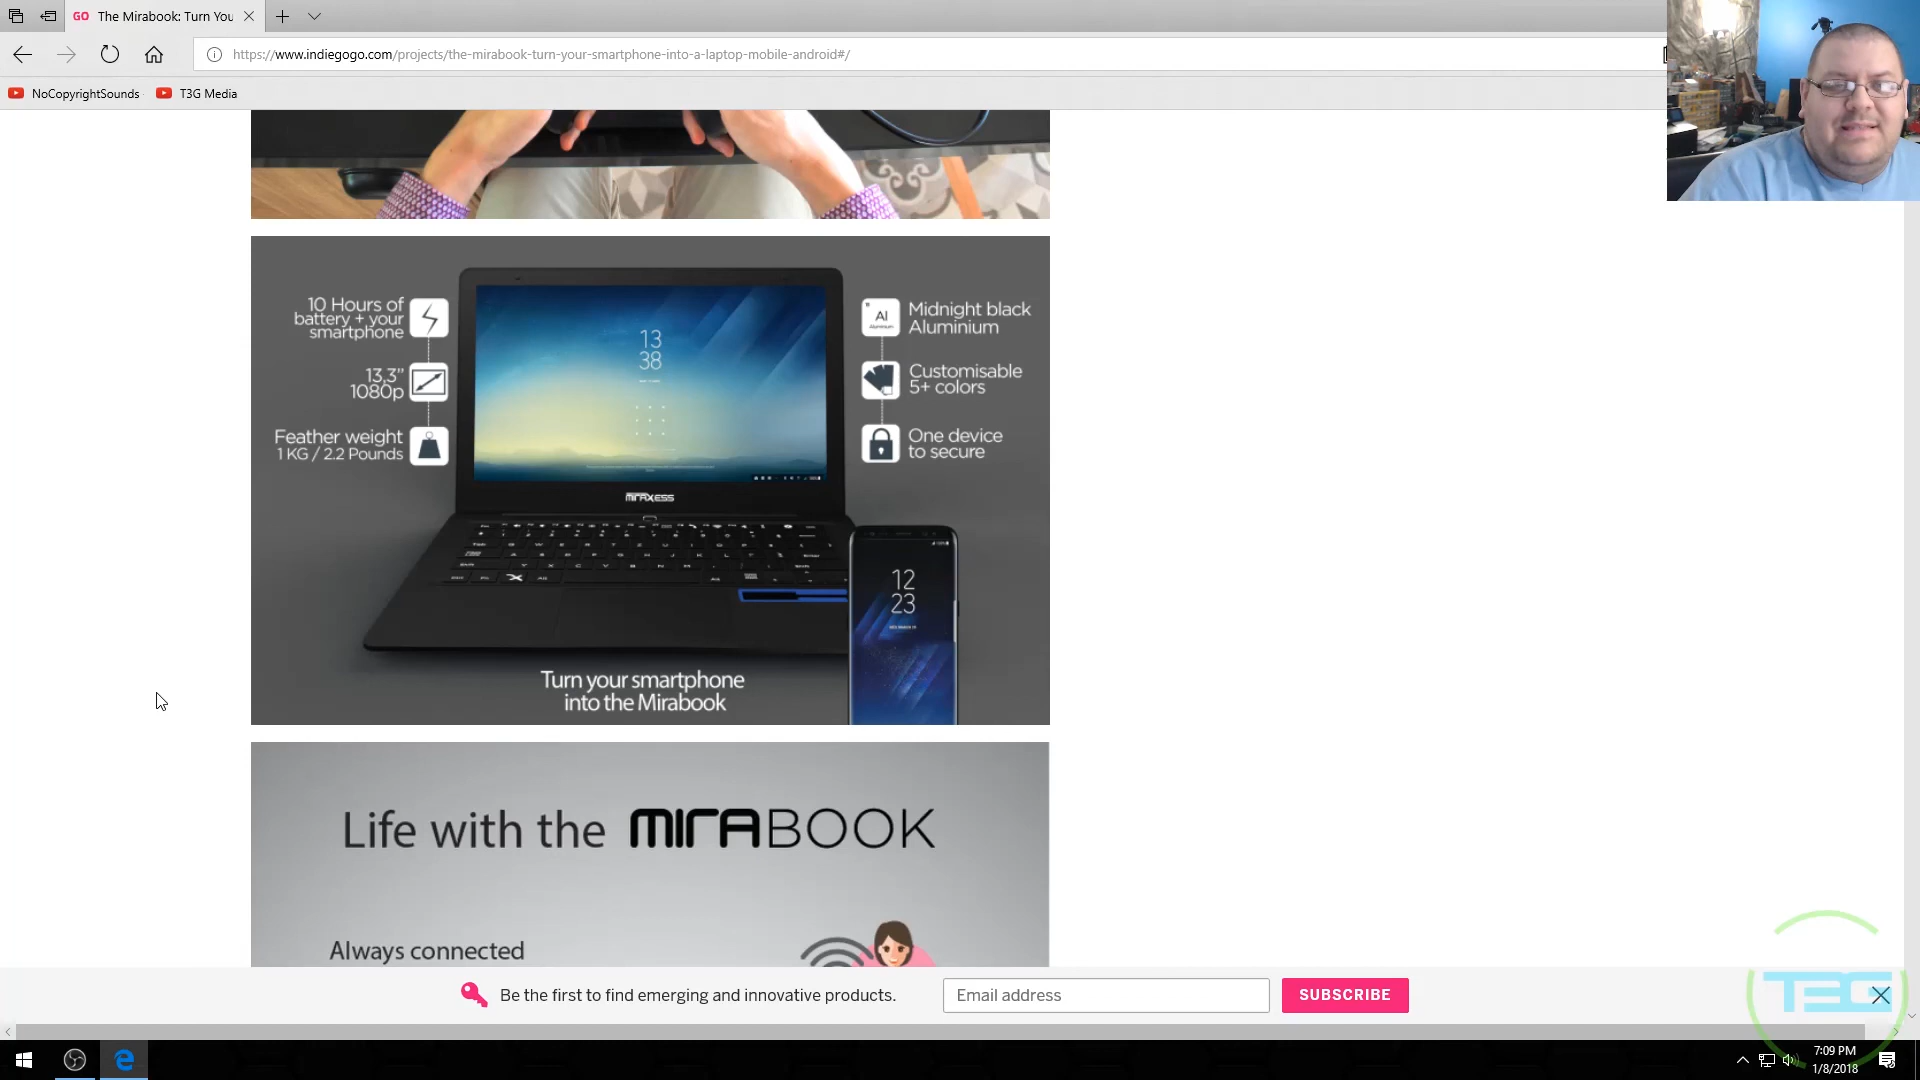 GO The Mirabook: Turn You
https://www.indiegogo.com/projects/the-mirabook-turn-your-smartphone-into-a-laptop-mobile-android#/
NoCopyrightSounds T3G Media
10 Hours of
battery + your
smartphone
13,3"
1080p
Feather weight
1 KG / 2.2 Pounds
13
38
Al
Aluminium
Midnight black
Aluminium
Customisable
5+ colors
One device
to secure
MIRAXESS
12
23
Turn your smartphone
into the Mirabook
Life with the MIRABOOK
Always connected
Be the first to find emerging and innovative products.
Email address
SUBSCRIBE
T3G
7:09 PM
1/8/2018